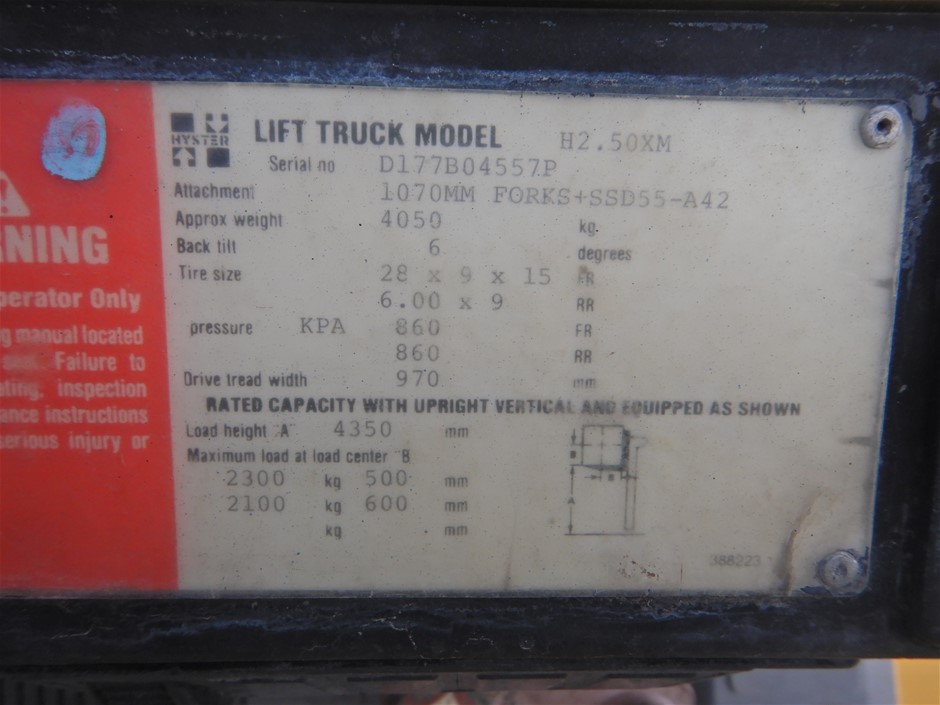 RNING
perator Only
g manual located
Failure to
ating, inspection
ance instructions
serious injury or
HYSTER
LIFT TRUCK MODEL H2.50XM
Serial no D177B04557P
Attachment 1070MM FORKS+SSD55-A42
Approx weight 4050 kg.
Back tilt 6 degrees
Tire size 28 x 9 x 15 FR
6.00 x 9 RR
pressure KPA 860 FR
860 RR
Drive tread width 970 mm
RATED CAPACITY WITH UPRIGHT VERTICAL AND EQUIPPED AS SHOWN
Load height "A" 4350 mm
Maximum load at load center "B
2300 kg 500 mm
2100 kg 600 mm
kg mm
B
B
A
388223